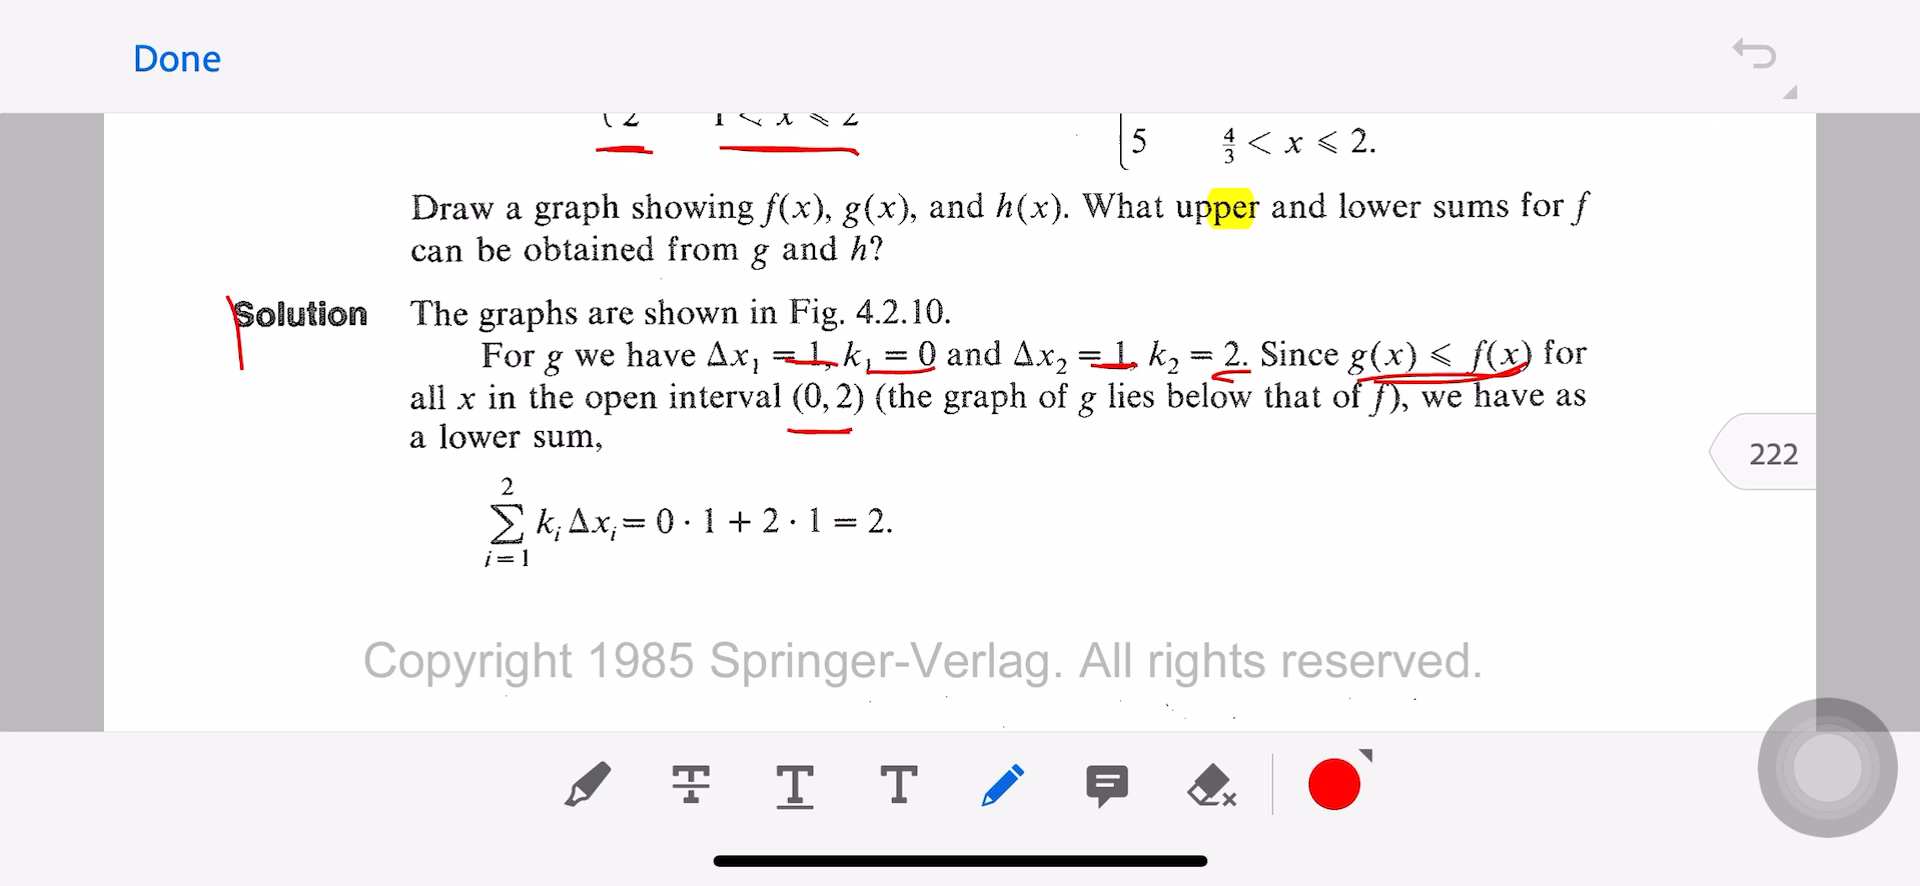 Done
2 1 < x ⩽ 2
5 4/3 < x ⩽ 2.
Draw a graph showing f(x), g(x), and h(x). What upper and lower sums for f
can be obtained from g and h?
Solution The graphs are shown in Fig. 4.2.10.
For g we have Δx₁ = 1, k₁ = 0 and Δx₂ = 1, k₂ = 2. Since g(x) ⩽ f(x) for
all x in the open interval (0, 2) (the graph of g lies below that of f), we have as
a lower sum,
222
2
∑ kᵢ Δxᵢ = 0 · 1 + 2 · 1 = 2.
i = 1
Copyright 1985 Springer-Verlag. All rights reserved.
T T T